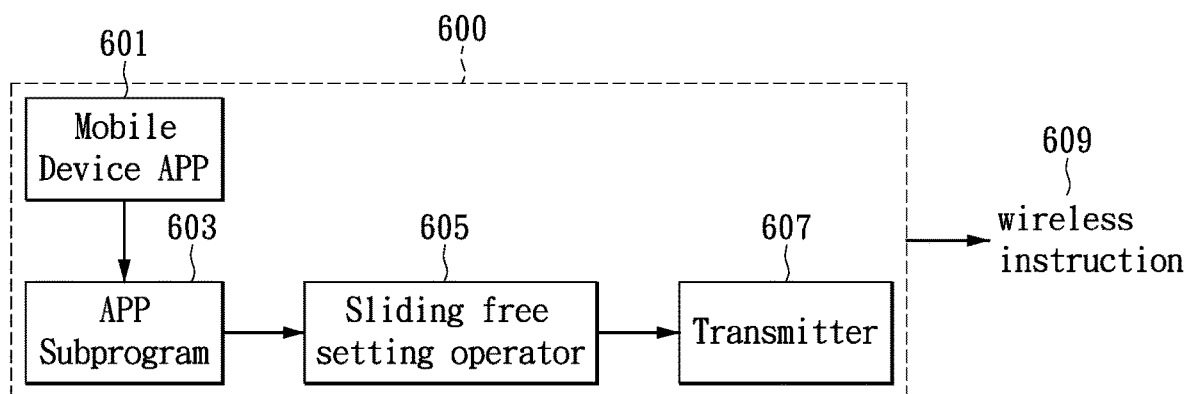 600
601
Mobile
Device APP
609
wireless
instruction
603
605
607
APP
Subprogram
Sliding free
setting operator
Transmitter